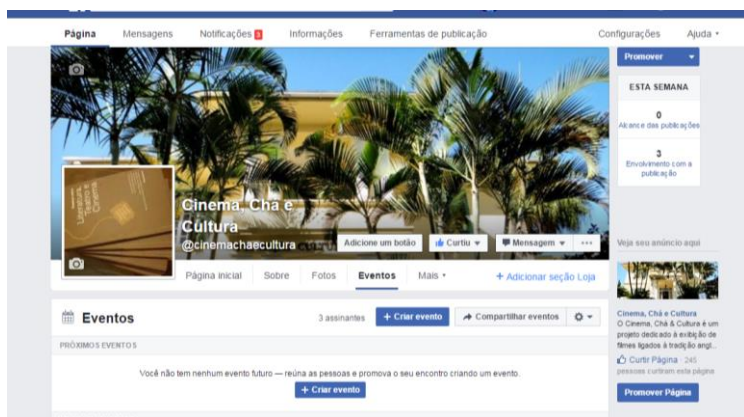 Página Mensagens Notificações 5 Informações Ferramentas de publicação Configurações Ajuda
Promover
ESTA SEMANA
0
Alcance das publicações
3
Envolvimento com a
publicação
Literatura,
Teatro e
Cinema
Cinema, Chá e
Cultura
@cinemachaecultura
Adicione um botão Curtiu Mensagem ...
Página inicial Sobre Fotos Eventos Mais + Adicionar seção Loja
Veja seu anúncio aqui
Cinema, Chá e Cultura
O Cinema, Chá & Cultura é um
projeto dedicado à exibição de
filmes ligados à tradição angl...
Curtir Página · 245
pessoas curtiram esta página
Promover Página
Eventos 3 assinantes + Criar evento Compartilhar eventos
PRÓXIMOS EVENTOS
Você não tem nenhum evento futuro — reúna as pessoas e promova o seu encontro criando um evento.
+ Criar evento